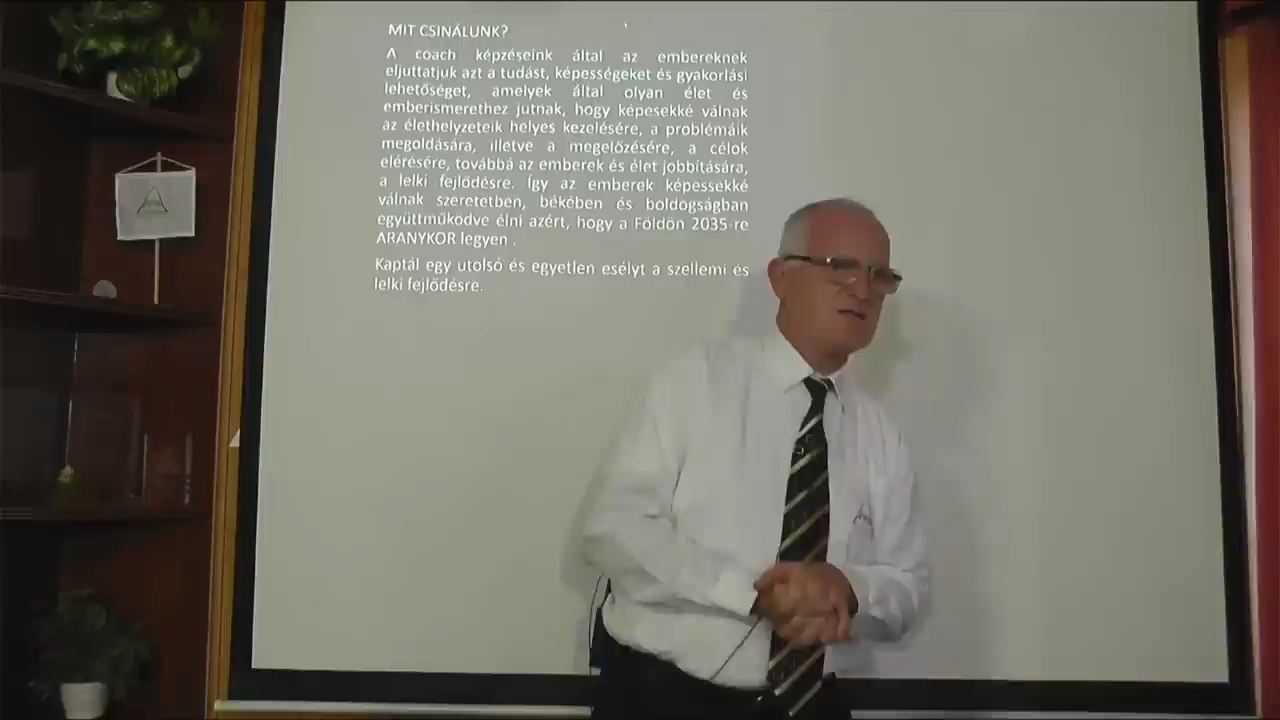 MIT CSINÁLUNK?
A coach képzéseink által az embereknek
eljuttatjuk azt a tudást, képességeket és gyakorlási
lehetőséget, amelyek által olyan élet és
emberismerethez jutnak, hogy képesekké válnak
az élethelyzeteik helyes kezelésére, a problémáik
megoldására, illetve a megelőzésére, a célok
elérésére, továbbá az emberek és élet jobbítására,
a lelki fejlődésre. Így az emberek képessekké
válnak szeretetben, békében és boldogságban
együttműködve élni azért, hogy a Földön 2035-re
ARANYKOR legyen .
Kaptál egy utolsó és egyetlen esélyt a szellemi és
lelki fejlődésre.